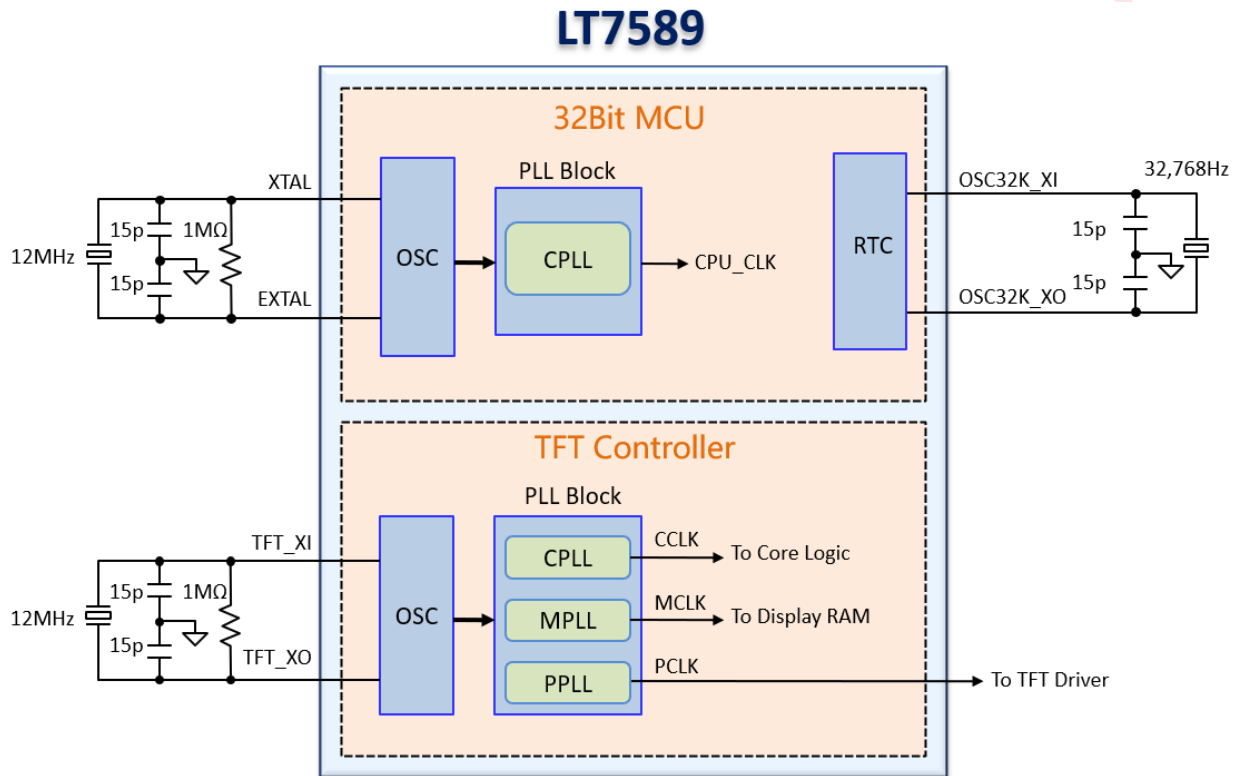 LT7589
32Bit MCU
PLL Block
XTAL
OSC32K_XI
32,768Hz
15p
1MΩ
15p
12MHz
OSC
CPLL
CPU_CLK
RTC
15p
15p
EXTAL
OSC32K_XO
TFT Controller
PLL Block
TFT_XI
CPLL
CCLK
To Core Logic
15p
1MΩ
12MHz
OSC
MPLL
MCLK
To Display RAM
15p
TFT_XO
PPLL
PCLK
To TFT Driver